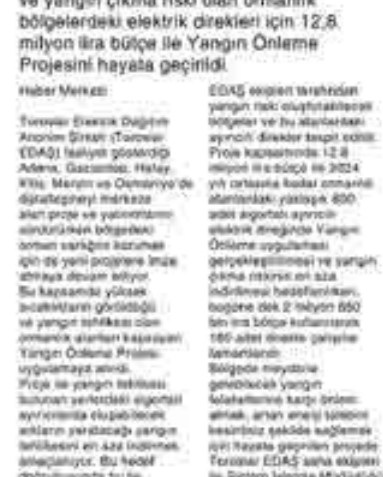 ve yangın çıkma riski olan ormanlık
bölgelerdeki elektrik direkleri için 12,8
milyon lira bütçe ile Yangın Önleme
Projesini hayata geçirildi.
Haber Merkezi
Toroslar Elektrik Dağıtım
Anonim Şirketi (Toroslar
EDAŞ) faaliyet gösterdiği
Adana, Gaziantep, Hatay,
Kilis, Mersin ve Osmaniye'de
merkeze
alan proje ve yatırımlarını
sürdürürken bölgedeki
orman varlığını korumak
için de yeni projelere imza
atmaya devam ediyor.
Bu kapsamda yüksek
sıcaklıkların görüldüğü
ve yangın tehlikesi olan
ormanlık alanları kapsayan
Yangın Önleme Projesi
uygulamaya alındı.
Proje ile yangın tehlikesi
bulunan yerlerdeki sigortalı
ayırıcılarda oluşabilecek
arkların yaratacağı yangın
tehlikesini en aza indirmek
amaçlanıyor. Bu hedef
EDAŞ ekipleri tarafından
yangın riski oluşturabilecek
bölgeler ve bu alanlardaki
ayırıcılı direkler tespit edildi.
Proje kapsamında 12.8
milyon lira bütçe ile 2024
yılı ortasına kadar ormanlık
alanlardaki yaklaşık 800
adet sigortalı ayırıcılı
elektrik direğinde Yangın
Önleme uygulaması
gerçekleştirilmesi ve yangın
çıkma riskinin en aza
indirilmesi hedeflenirken,
bugüne dek 2 milyon 650
bin lira bütçe kullanılarak
160 adet direkte çalışma
tamamlandı.
Bölgede meydana
gelebilecek yangın
felaketlerine karşı önlem
almak, artan enerji talebini
kesintisiz şekilde sağlamak
için hayata geçirilen projede
Toroslar EDAŞ saha ekipleri
ile Sistem İşletme Müdürlüğü